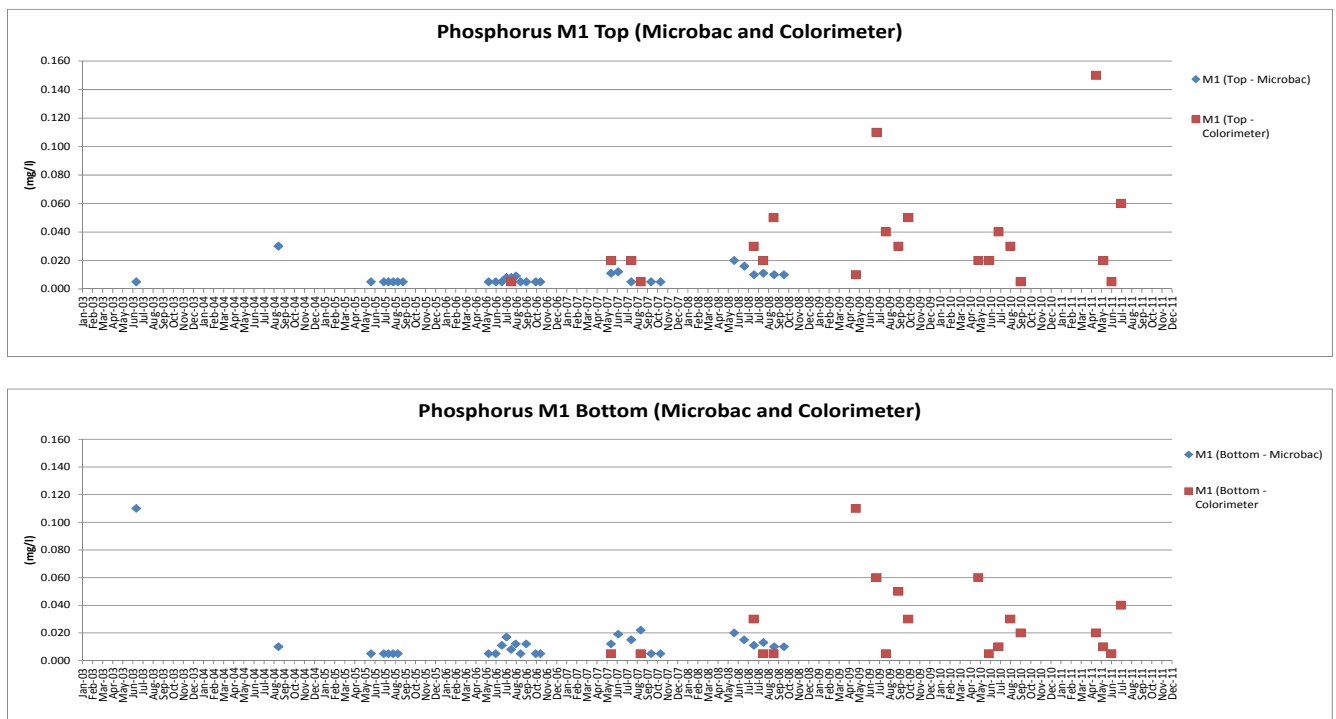 Phosphorus M1 Top (Microbac and Colorimeter)
0.160
0.140
0.120
0.100
0.080
0.060
0.040
0.020
0.000
(mg/l)
Jan-03 Feb-03 Mar-03 Apr-03 May-03 Jun-03 Jul-03 Aug-03 Sep-03 Oct-03 Nov-03 Dec-03 Jan-04 Feb-04 Mar-04 Apr-04 May-04 Jun-04 Jul-04 Aug-04 Sep-04 Oct-04 Nov-04 Dec-04 Jan-05 Feb-05 Mar-05 Apr-05 May-05 Jun-05 Jul-05 Aug-05 Sep-05 Oct-05 Nov-05 Dec-05 Jan-06 Feb-06 Mar-06 Apr-06 May-06 Jun-06 Jul-06 Aug-06 Sep-06 Oct-06 Nov-06 Dec-06 Jan-07 Feb-07 Mar-07 Apr-07 May-07 Jun-07 Jul-07 Aug-07 Sep-07 Oct-07 Nov-07 Dec-07 Jan-08 Feb-08 Mar-08 Apr-08 May-08 Jun-08 Jul-08 Jul-08 Aug-08 Sep-08 Oct-08 Nov-08 Dec-08 Jan-09 Feb-09 Mar-09 Apr-09 May-09 Jun-09 Jul-09 Aug-09 Sep-09 Oct-09 Nov-09 Dec-09 Jan-10 Feb-10 Mar-10 Apr-10 May-10 Jun-10 Jul-10 Aug-10 Sep-10 Oct-10 Nov-10 Dec-10 Jan-11 Feb-11 Mar-11 Apr-11 May-11 Jun-11 Jul-11 Aug-11 Sep-11 Oct-11 Nov-11 Dec-11
M1 (Top - Microbac)
M1 (Top -
Colorimeter)
Phosphorus M1 Bottom (Microbac and Colorimeter)
0.160
0.140
0.120
0.100
0.080
0.060
0.040
0.020
0.000
(mg/l)
Jan-03 Feb-03 Mar-03 Apr-03 May-03 Jun-03 Jul-03 Aug-03 Sep-03 Oct-03 Nov-03 Dec-03 Jan-04 Feb-04 Mar-04 Apr-04 May-04 Jun-04 Jul-04 Aug-04 Sep-04 Oct-04 Nov-04 Dec-04 Jan-05 Feb-05 Mar-05 Apr-05 May-05 Jun-05 Jul-05 Aug-05 Sep-05 Oct-05 Nov-05 Dec-05 Jan-06 Feb-06 Mar-06 Apr-06 May-06 Jun-06 Jul-06 Aug-06 Sep-06 Oct-06 Nov-06 Dec-06 Jan-07 Feb-07 Mar-07 Apr-07 May-07 Jun-07 Jul-07 Aug-07 Sep-07 Oct-07 Nov-07 Dec-07 Jan-08 Feb-08 Mar-08 Apr-08 May-08 Jun-08 Jul-08 Jul-08 Aug-08 Sep-08 Oct-08 Nov-08 Dec-08 Jan-09 Feb-09 Mar-09 Apr-09 May-09 Jun-09 Jul-09 Aug-09 Sep-09 Oct-09 Nov-09 Dec-09 Jan-10 Feb-10 Mar-10 Apr-10 May-10 Jun-10 Jul-10 Aug-10 Sep-10 Oct-10 Nov-10 Dec-10 Jan-11 Feb-11 Mar-11 Apr-11 May-11 Jun-11 Jul-11 Aug-11 Sep-11 Oct-11 Nov-11 Dec-11
M1 (Bottom - Microbac)
M1 (Bottom -
Colorimeter